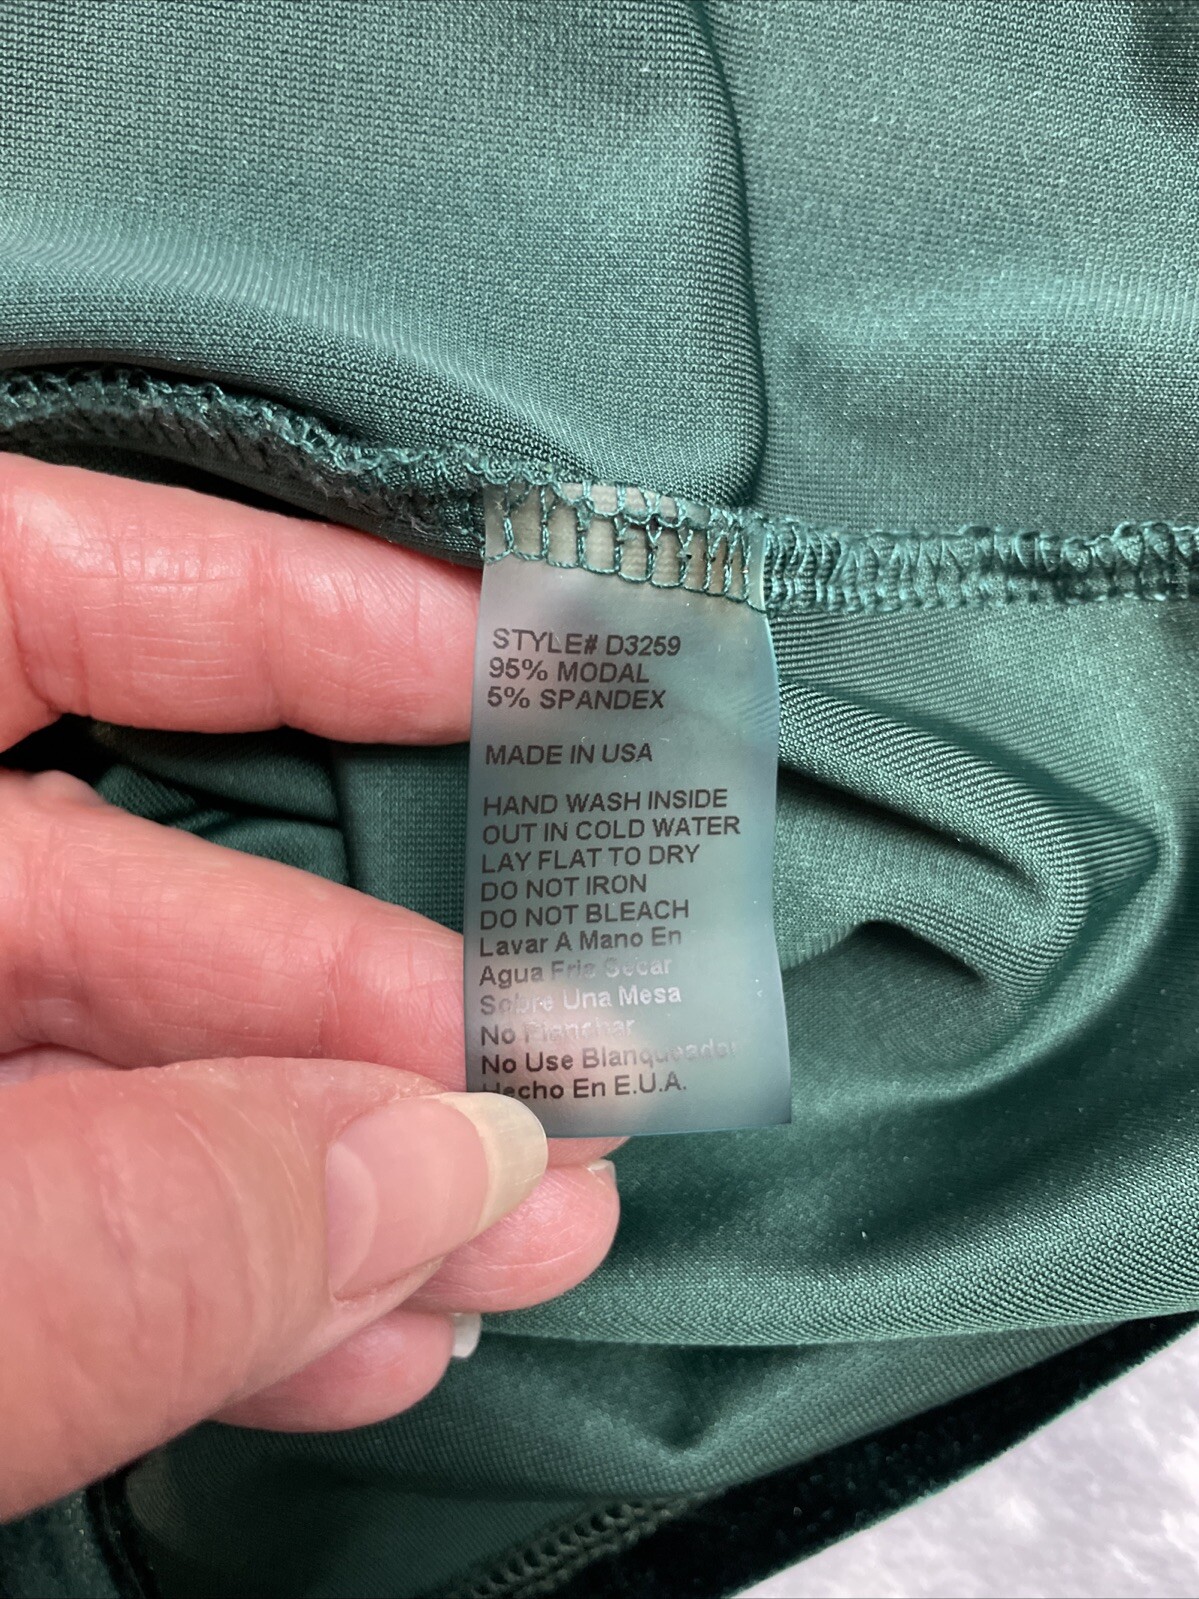 STYLE# D3259
95% MODAL
5% SPANDEX
MADE IN USA
HAND WASH INSIDE
OUT IN COLD WATER
LAY FLAT TO DRY
DO NOT IRON
DO NOT BLEACH
Lavar A Mano En
Agua Fria Secar
Sobre Una Mesa
No Planchar
No Use Blanqueador
Hecho En E.U.A.